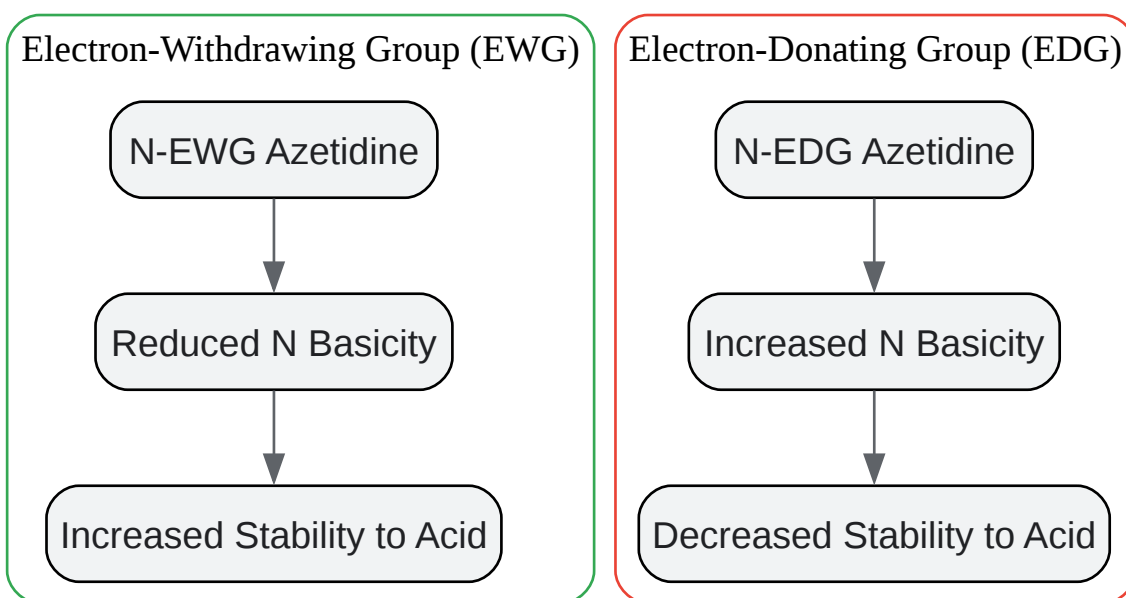 Electron-Withdrawing Group (EWG)
N-EWG Azetidine
Reduced N Basicity
Increased Stability to Acid
Electron-Donating Group (EDG)
N-EDG Azetidine
Increased N Basicity
Decreased Stability to Acid